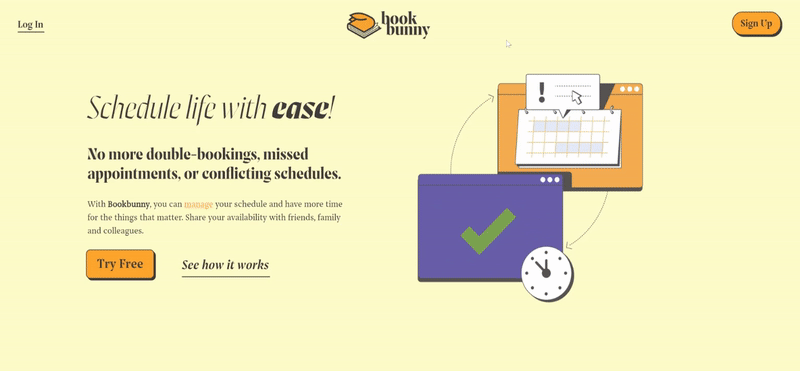 Log In
book
bunny
Sign Up
Schedule life with ease!
No more double-bookings, missed
appointments, or conflicting schedules.
With Bookbunny, you can manage your schedule and have more time
for the things that matter. Share your availability with friends, family
and colleagues.
Try Free
See how it works
!